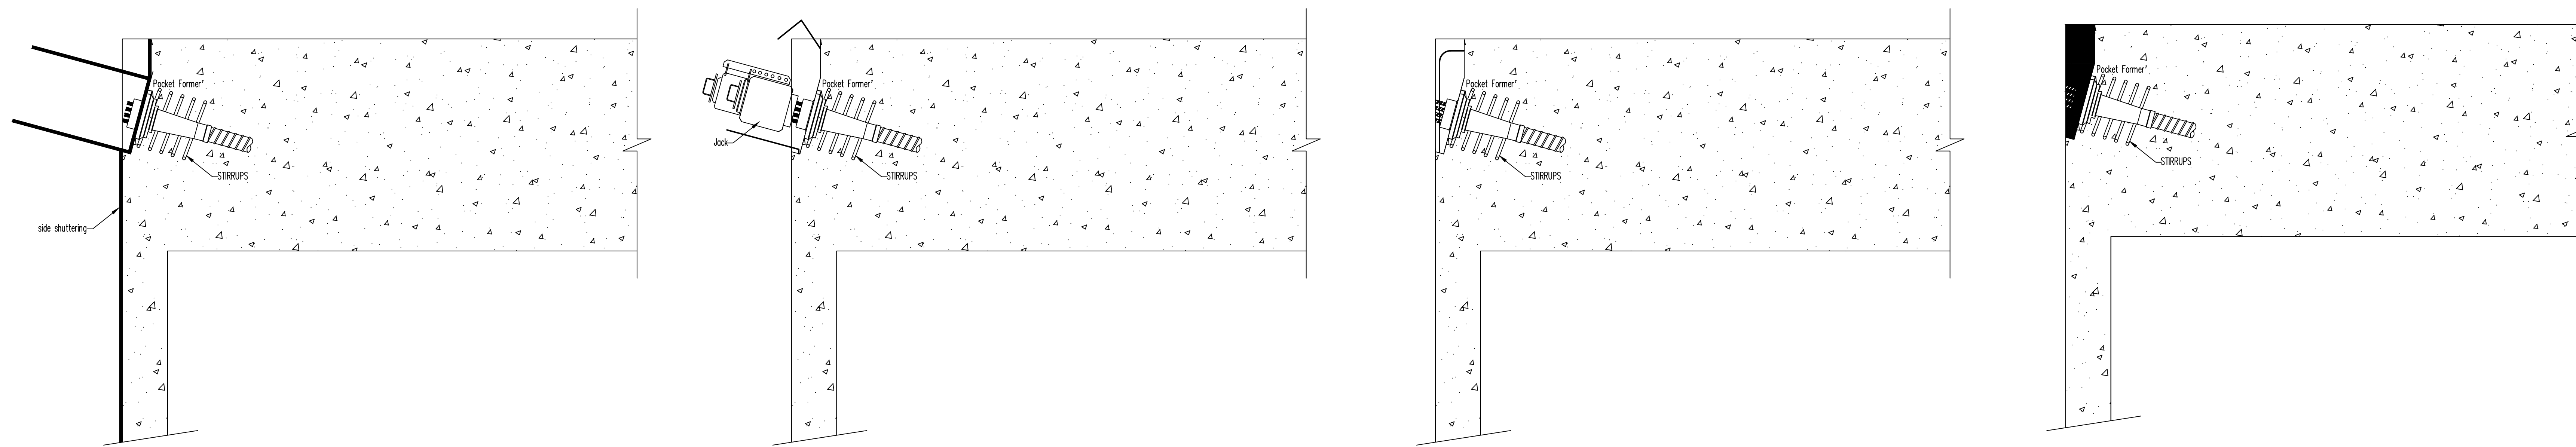 Pocket Former'
STIRRUPS
side shuttering
Pocket Former'
Jack
STIRRUPS
Pocket Former'
STIRRUPS
Pocket Former'
STIRRUPS